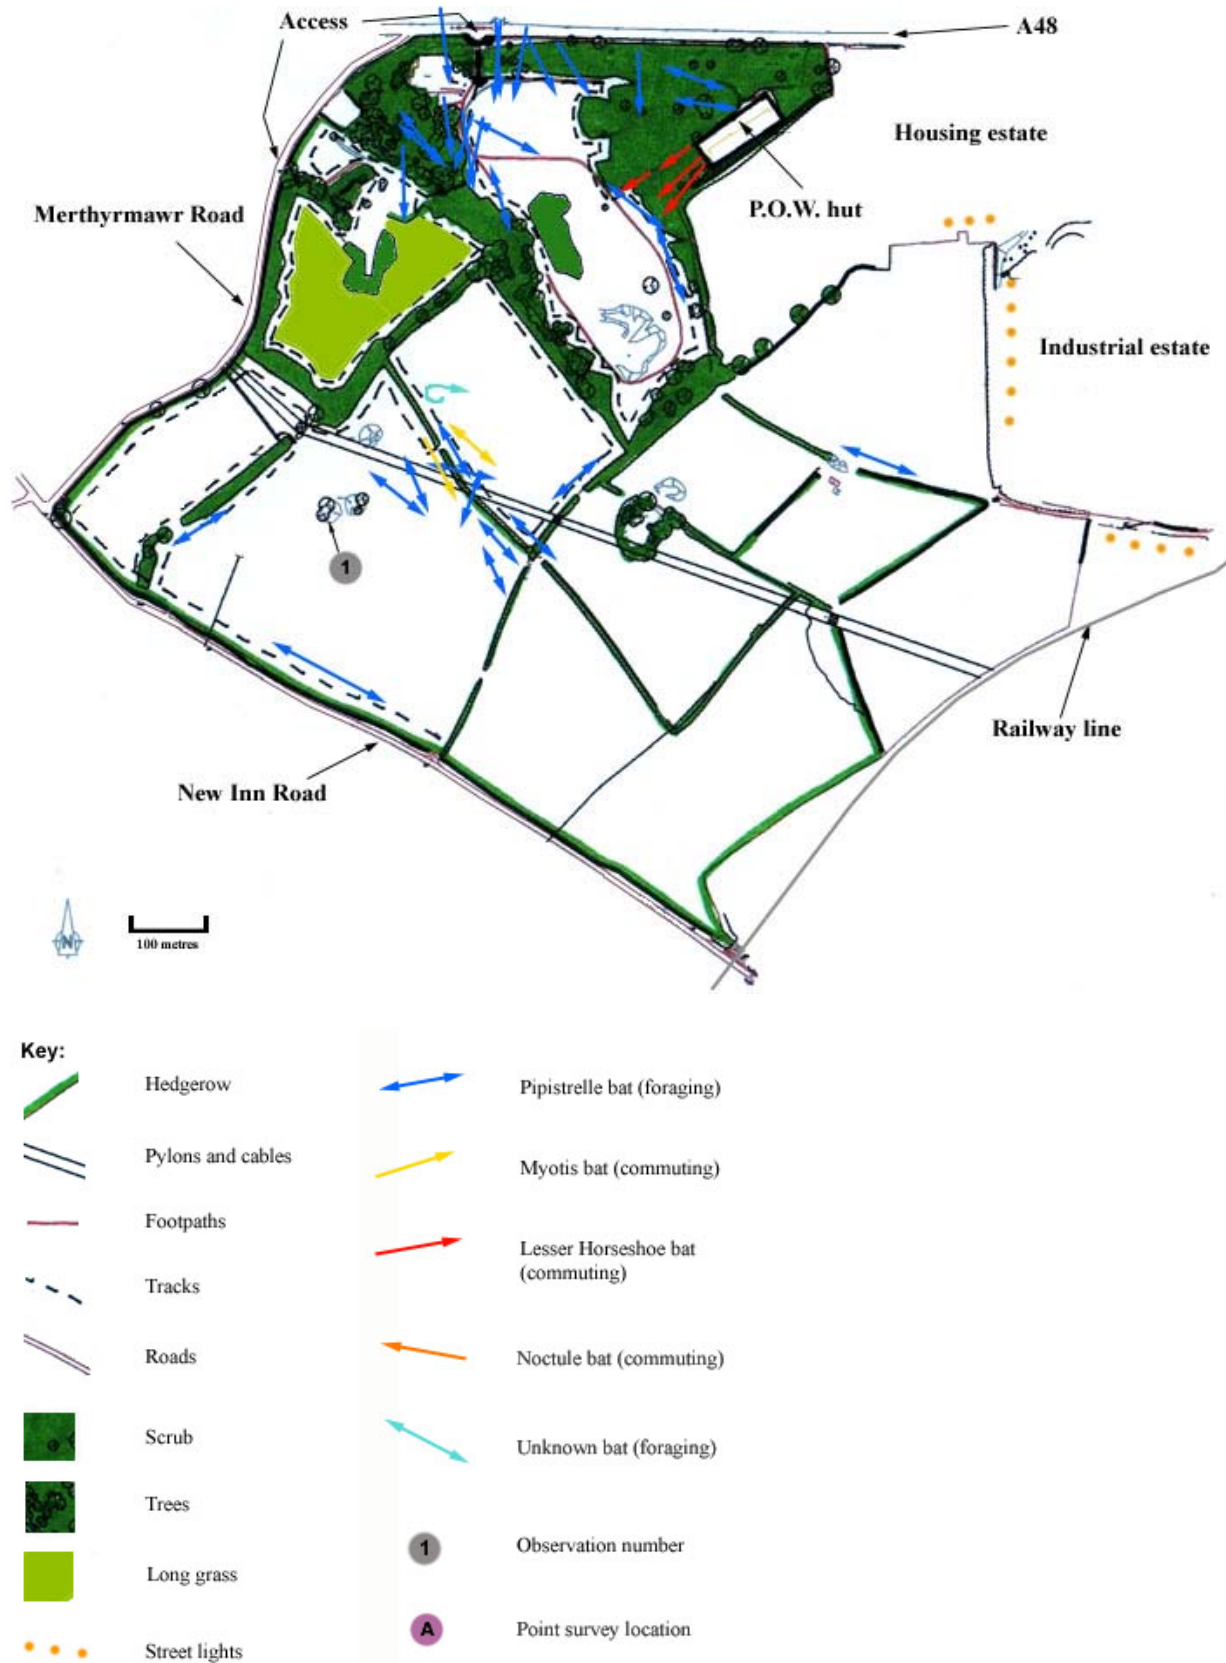 Access
A48
Housing estate
P.O.W. hut
Merthyrmawr Road
Industrial estate
1
Railway line
New Inn Road
N
100 metres
Key:
Hedgerow
Pipistrelle bat (foraging)
Pylons and cables
Myotis bat (commuting)
Footpaths
Lesser Horseshoe bat
(commuting)
Tracks
Roads
Noctule bat (commuting)
Scrub
Unknown bat (foraging)
Trees
1
Observation number
Long grass
A
Point survey location
Street lights